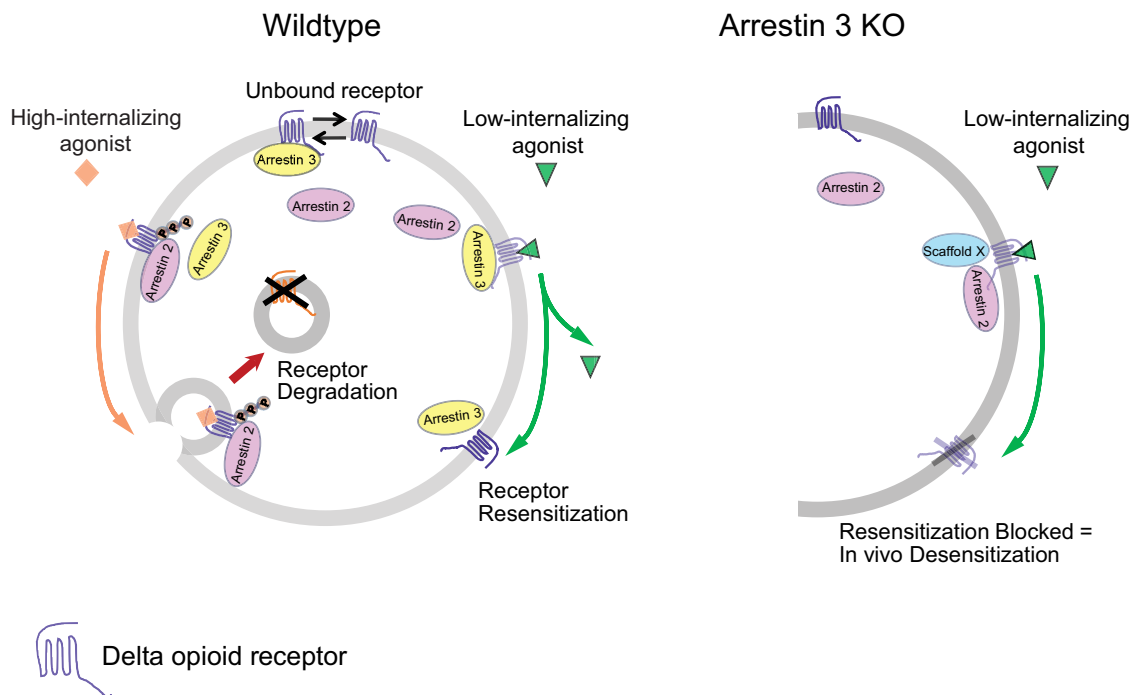 Wildtype
Arrestin 3 KO
Unbound receptor
High-internalizing
agonist
Low-internalizing
agonist
Low-internalizing
agonist
Arrestin 3
Arrestin 2
Arrestin 2
Arrestin 2
P P P
Arrestin 2
Arrestin 3
Arrestin 3
Scaffold X
Arrestin 2
Receptor
Degradation
P P P
Arrestin 2
Arrestin 3
Receptor
Resensitization
Resensitization Blocked =
In vivo Desensitization
Delta opioid receptor